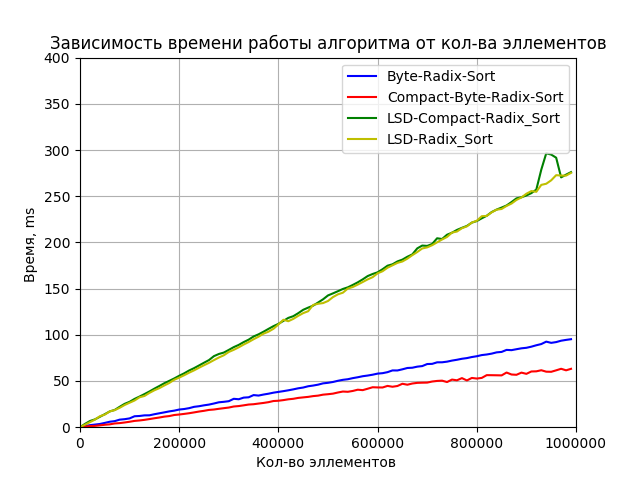 Зависимость времени работы алгоритма от кол-ва эллементов
400
350
300
250
200
150
100
50
0
Время, ms
Byte-Radix-Sort
Compact-Byte-Radix-Sort
LSD-Compact-Radix_Sort
LSD-Radix_Sort
0 200000 400000 600000 800000 1000000
Кол-во эллементов